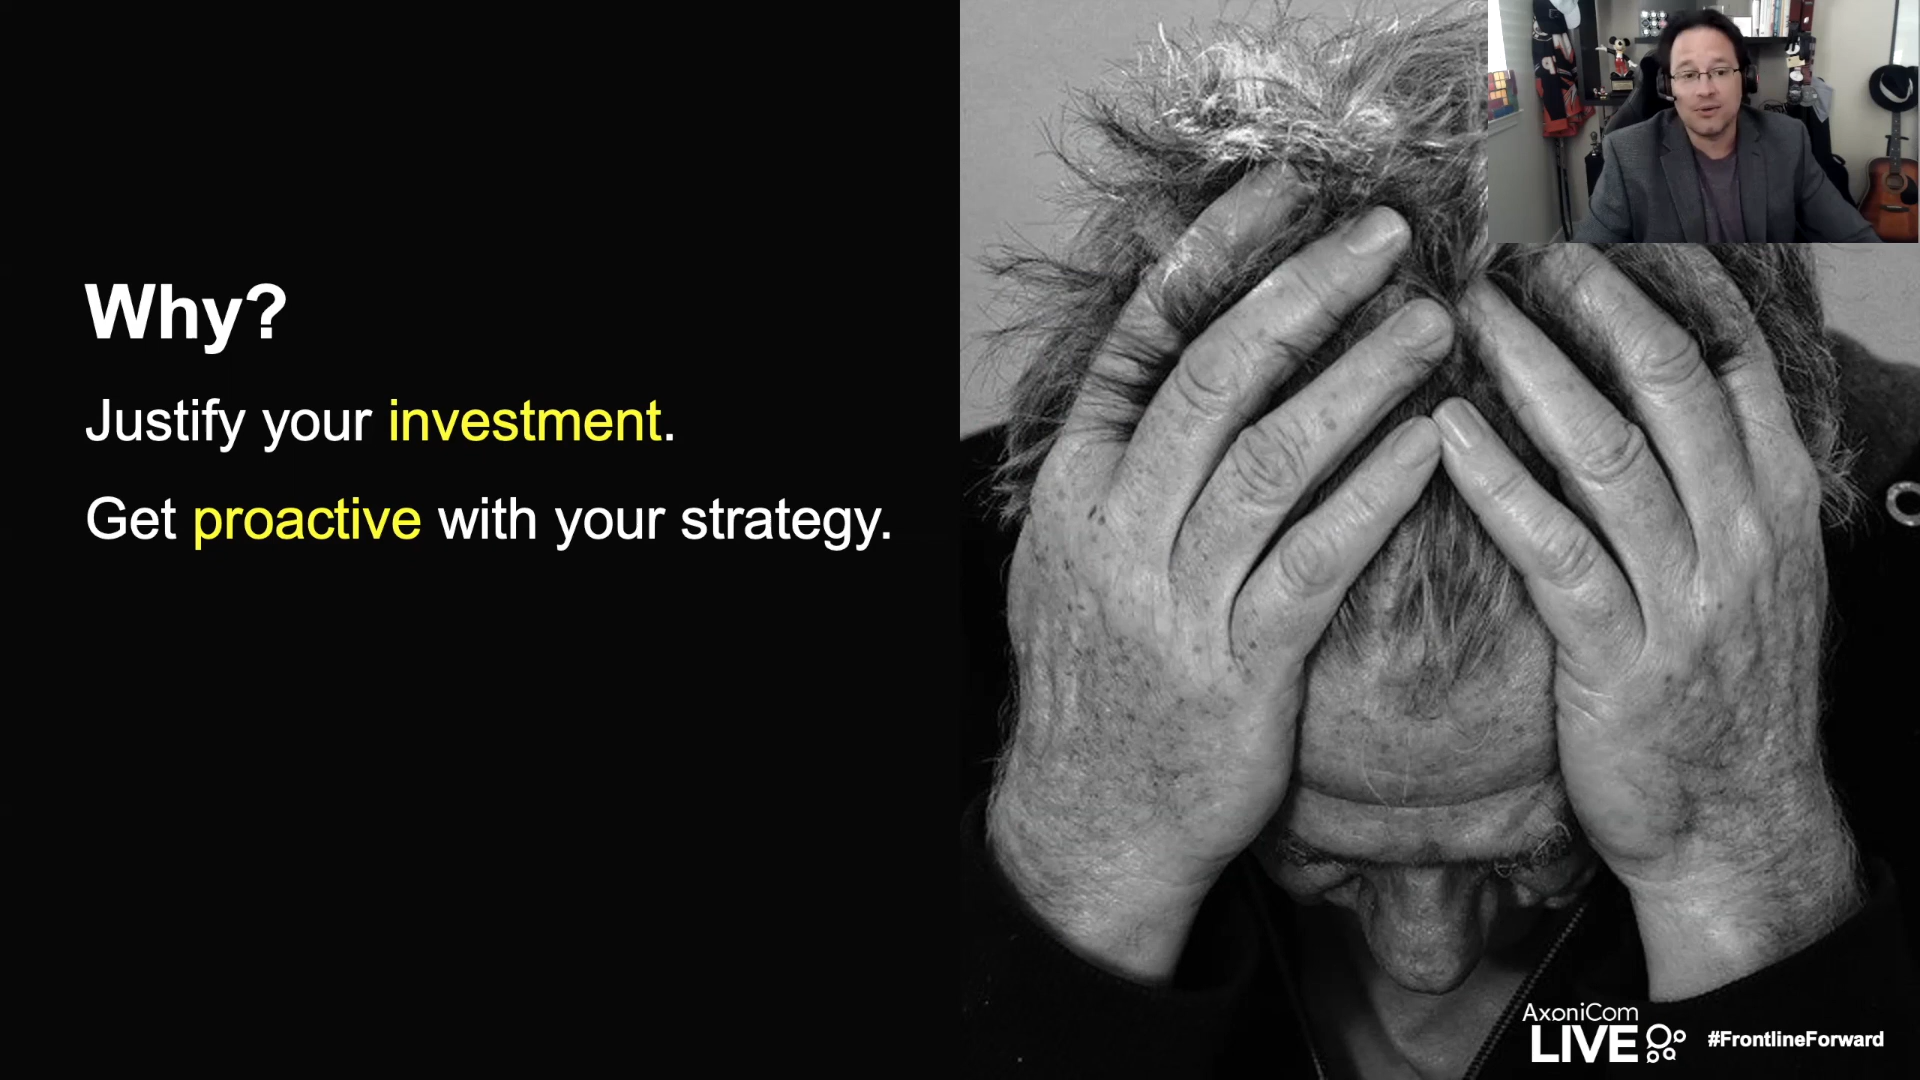 Why?
Justify your investment.
Get proactive with your strategy.
AxoniCom
LIVE
#FrontlineForward